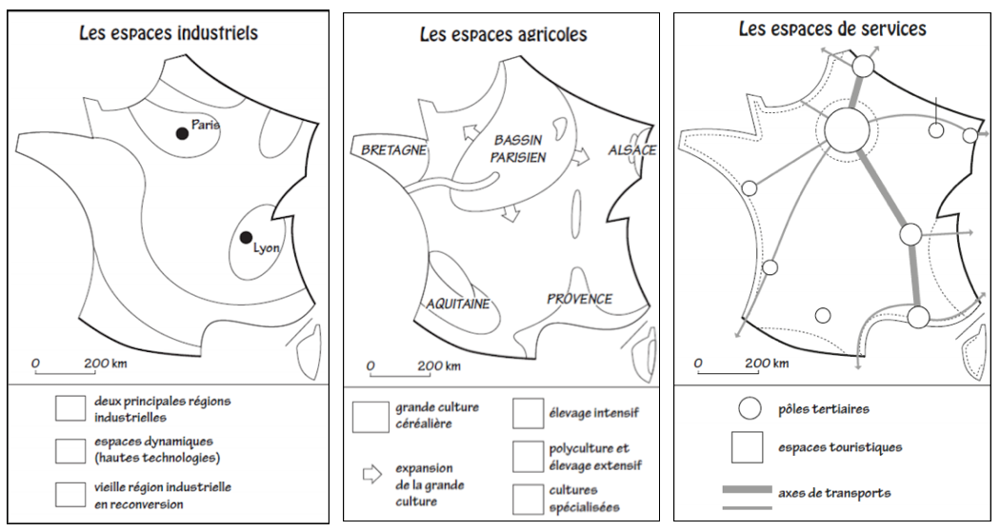 Les espaces industriels
Paris
Lyon
0 200 km
deux principales régions
industrielles
espaces dynamiques
(hautes technologies)
vieille région industrielle
en reconversion
Les espaces agricoles
BRETAGNE
BASSIN
PARISIEN
ALSACE
AQUITAINE
PROVENCE
0 200 km
grande culture
céréalière
expansion
de la grande
culture
élevage intensif
polyculture et
élevage extensif
cultures
spécialisées
Les espaces de services
0 200 km
pôles tertiaires
espaces touristiques
axes de transports